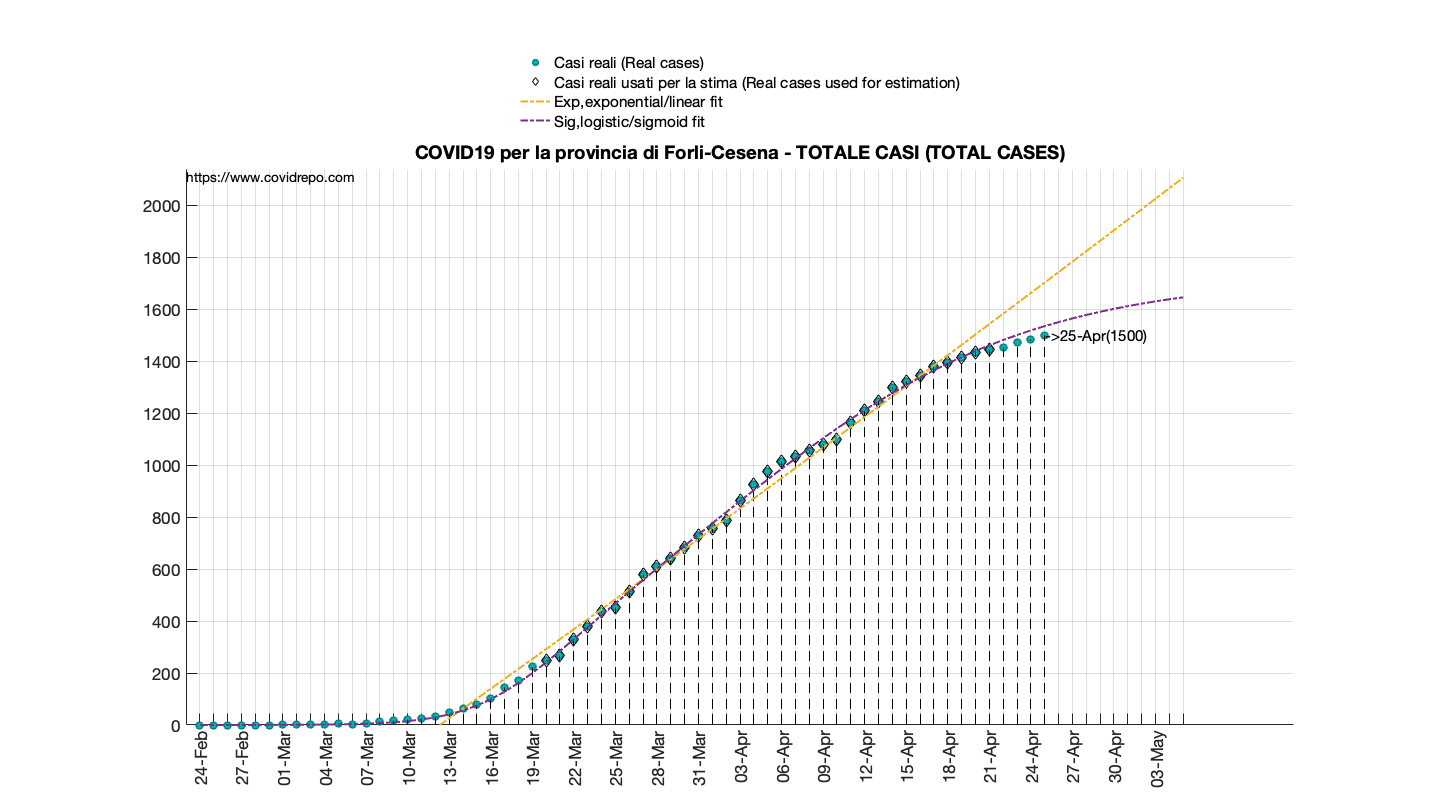 Casi reali (Real cases)
Casi reali usati per la stima (Real cases used for estimation)
Exp,exponential/linear fit
Sig,logistic/sigmoid fit
COVID19 per la provincia di Forlì-Cesena - TOTALE CASI (TOTAL CASES)
https://www.covidrepo.com
2000
1800
1600
1400
1200
1000
800
600
400
200
0
>25-Apr(1500)
24-Feb
27-Feb
01-Mar
04-Mar
07-Mar
10-Mar
13-Mar
16-Mar
19-Mar
22-Mar
25-Mar
28-Mar
31-Mar
03-Apr
06-Apr
09-Apr
12-Apr
15-Apr
18-Apr
21-Apr
24-Apr
27-Apr
30-Apr
03-May